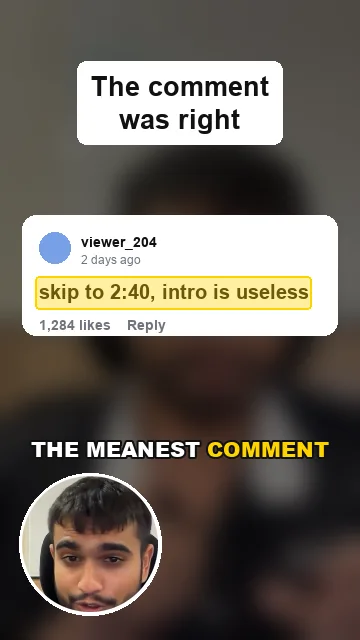 The comment
was right
viewer_204
2 days ago
skip to 2:40, intro is useless
1,284 likes Reply
THE MEANEST COMMENT